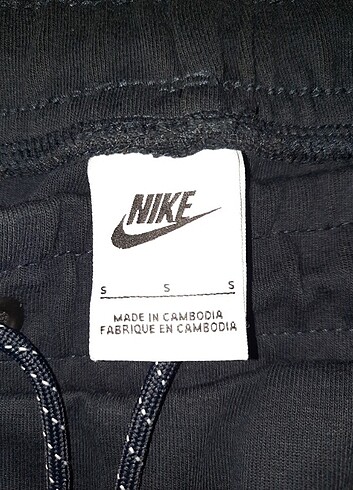 NIKE
S S S
MADE IN CAMBODIA
FABRIQUE EN CAMBODIA